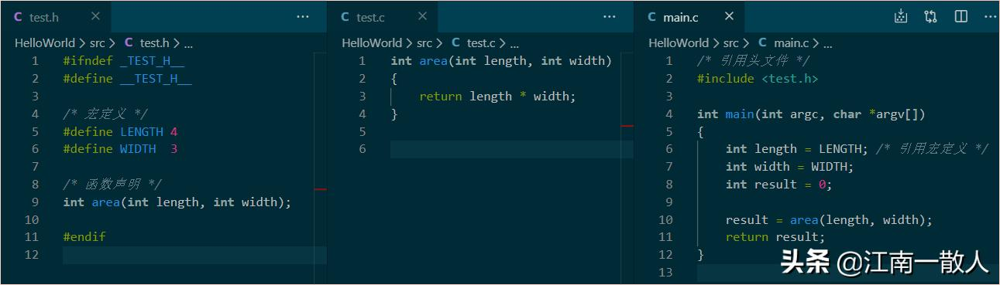 C test.h ×
HelloWorld > src > C test.h > ...
1 #ifndef _TEST_H__
2 #define __TEST_H__
3
4 /* 宏定义 */
5 #define LENGTH 4
6 #define WIDTH  3
7
8 /* 函数声明 */
9 int area(int length, int width);
10
11 #endif
12
C test.c ×
HelloWorld > src > C test.c > ...
1 int area(int length, int width)
2 {
3     return length * width;
4 }
5
6
C main.c ×
HelloWorld > src > C main.c > ...
1 /* 引用头文件 */
2 #include <test.h>
3
4 int main(int argc, char *argv[])
5 {
6     int length = LENGTH; /* 引用宏定义 */
7     int width = WIDTH;
8     int result = 0;
9
10     result = area(length, width);
11     return result;
12 }
13
头条 @江南一散人